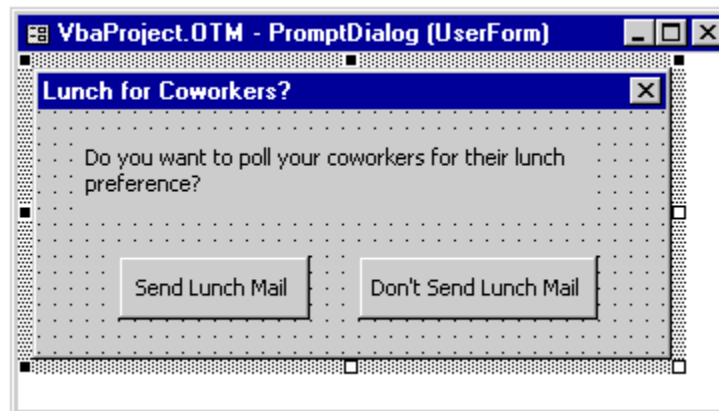 VbaProject.OTM - PromptDialog (UserForm)
Lunch for Coworkers?
Do you want to poll your coworkers for their lunch
preference?
Send Lunch Mail
Don't Send Lunch Mail